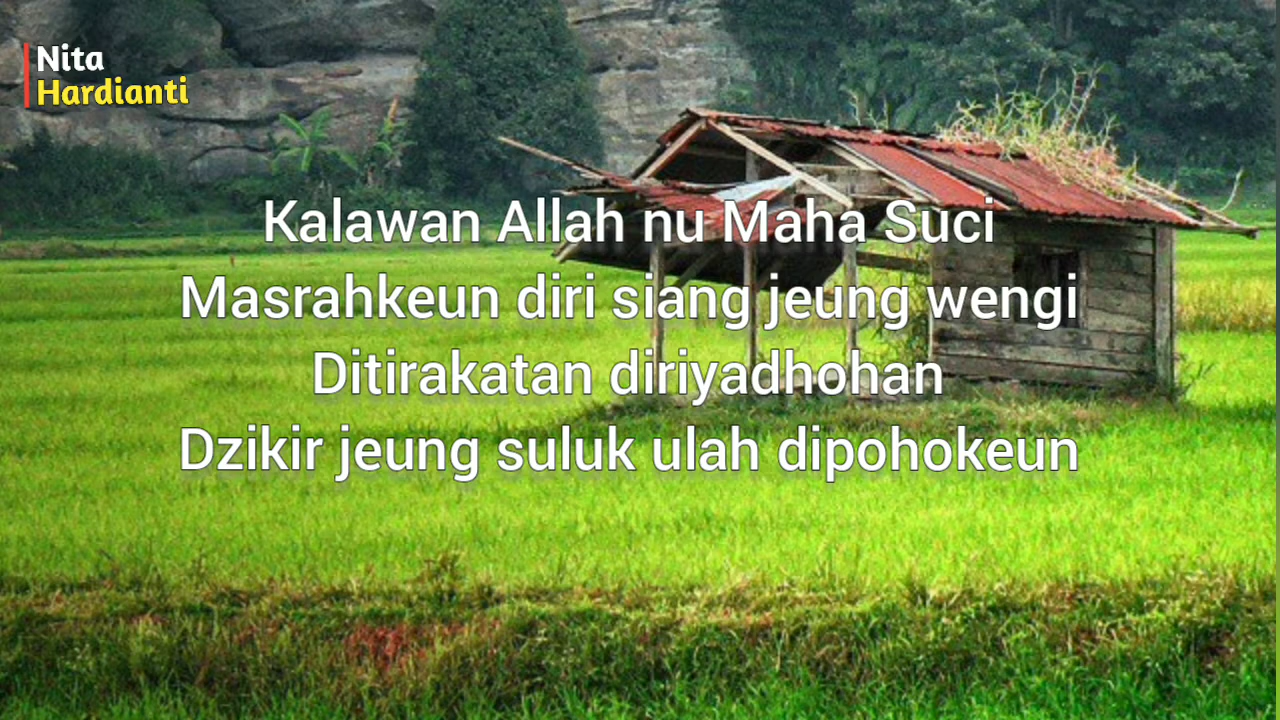 Nita
Hardianti
Kalawan Allah nu Maha Suci
Masrahkeun diri siang jeung wengi
Ditirakatan diriyadhohan
Dzikir jeung suluk ulah dipohokeun